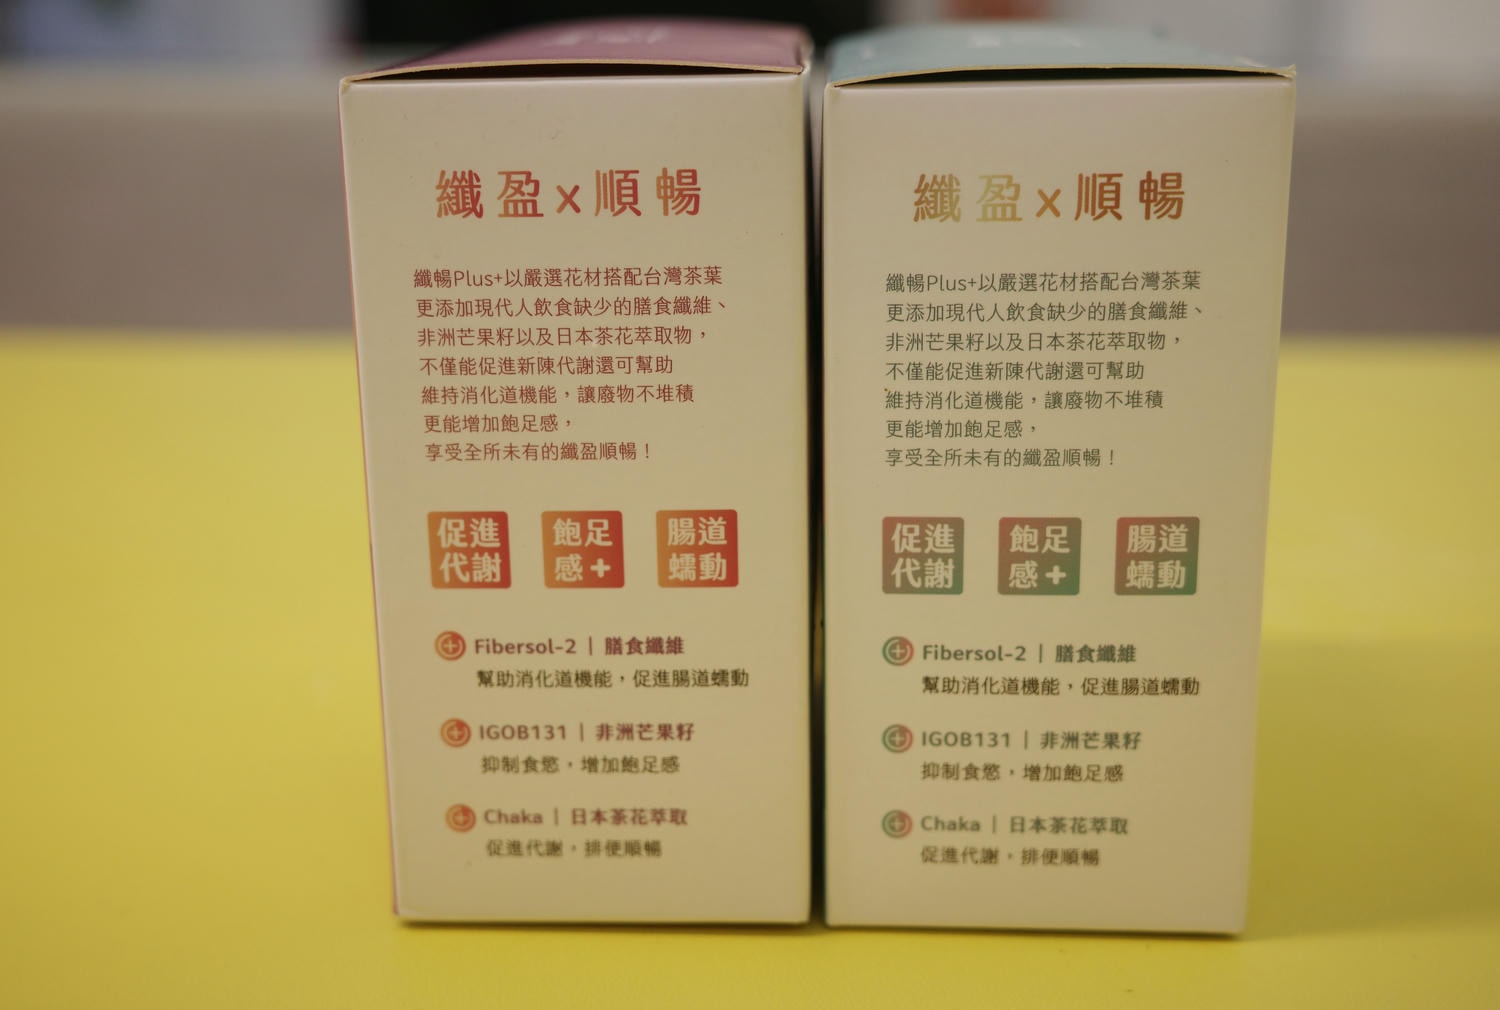 纖盈x順暢
纖暢Plus+以嚴選花材搭配台灣茶葉
更添加現代人飲食缺少的膳食纖維、
非洲芒果籽以及日本茶花萃取物，
不僅能促進新陳代謝還可幫助
維持消化道機能，讓廢物不堆積
更能增加飽足感，
享受全所未有的纖盈順暢！
促進
代謝
飽足
感+
腸道
蠕動
Fibersol-2｜膳食纖維
幫助消化道機能，促進腸道蠕動
IGOB131｜非洲芒果籽
抑制食慾，增加飽足感
Chaka｜日本茶花萃取
促進代謝，排便順暢
纖盈x順暢
纖暢Plus+以嚴選花材搭配台灣茶葉
更添加現代人飲食缺少的膳食纖維、
非洲芒果籽以及日本茶花萃取物，
不僅能促進新陳代謝還可幫助
維持消化道機能，讓廢物不堆積
更能增加飽足感，
享受全所未有的纖盈順暢！
促進
代謝
飽足
感+
腸道
蠕動
Fibersol-2｜膳食纖維
幫助消化道機能，促進腸道蠕動
IGOB131｜非洲芒果籽
抑制食慾，增加飽足感
Chaka｜日本茶花萃取
促進代謝，排便順暢